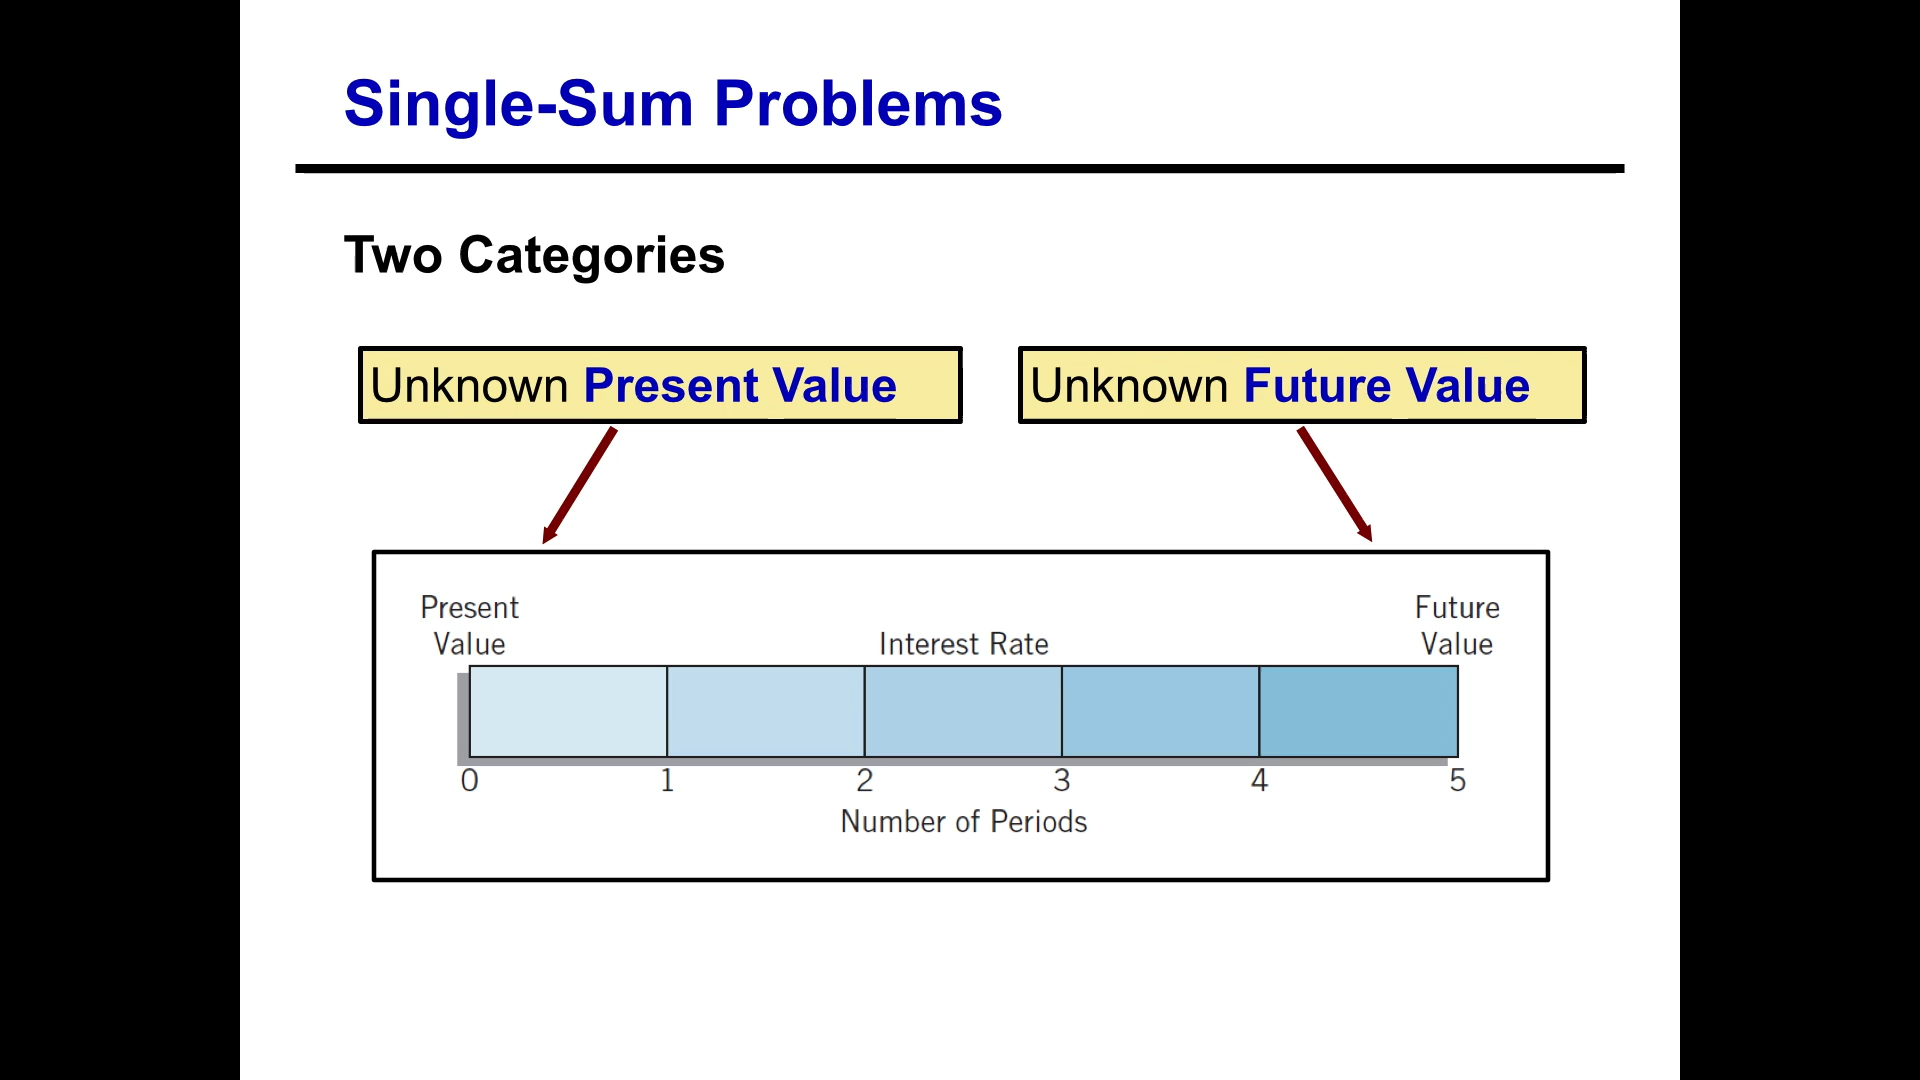 Single-Sum Problems
Two Categories
Unknown Present Value
Unknown Future Value
Present
Value
Interest Rate
Future
Value
0 1 2 3 4 5
Number of Periods